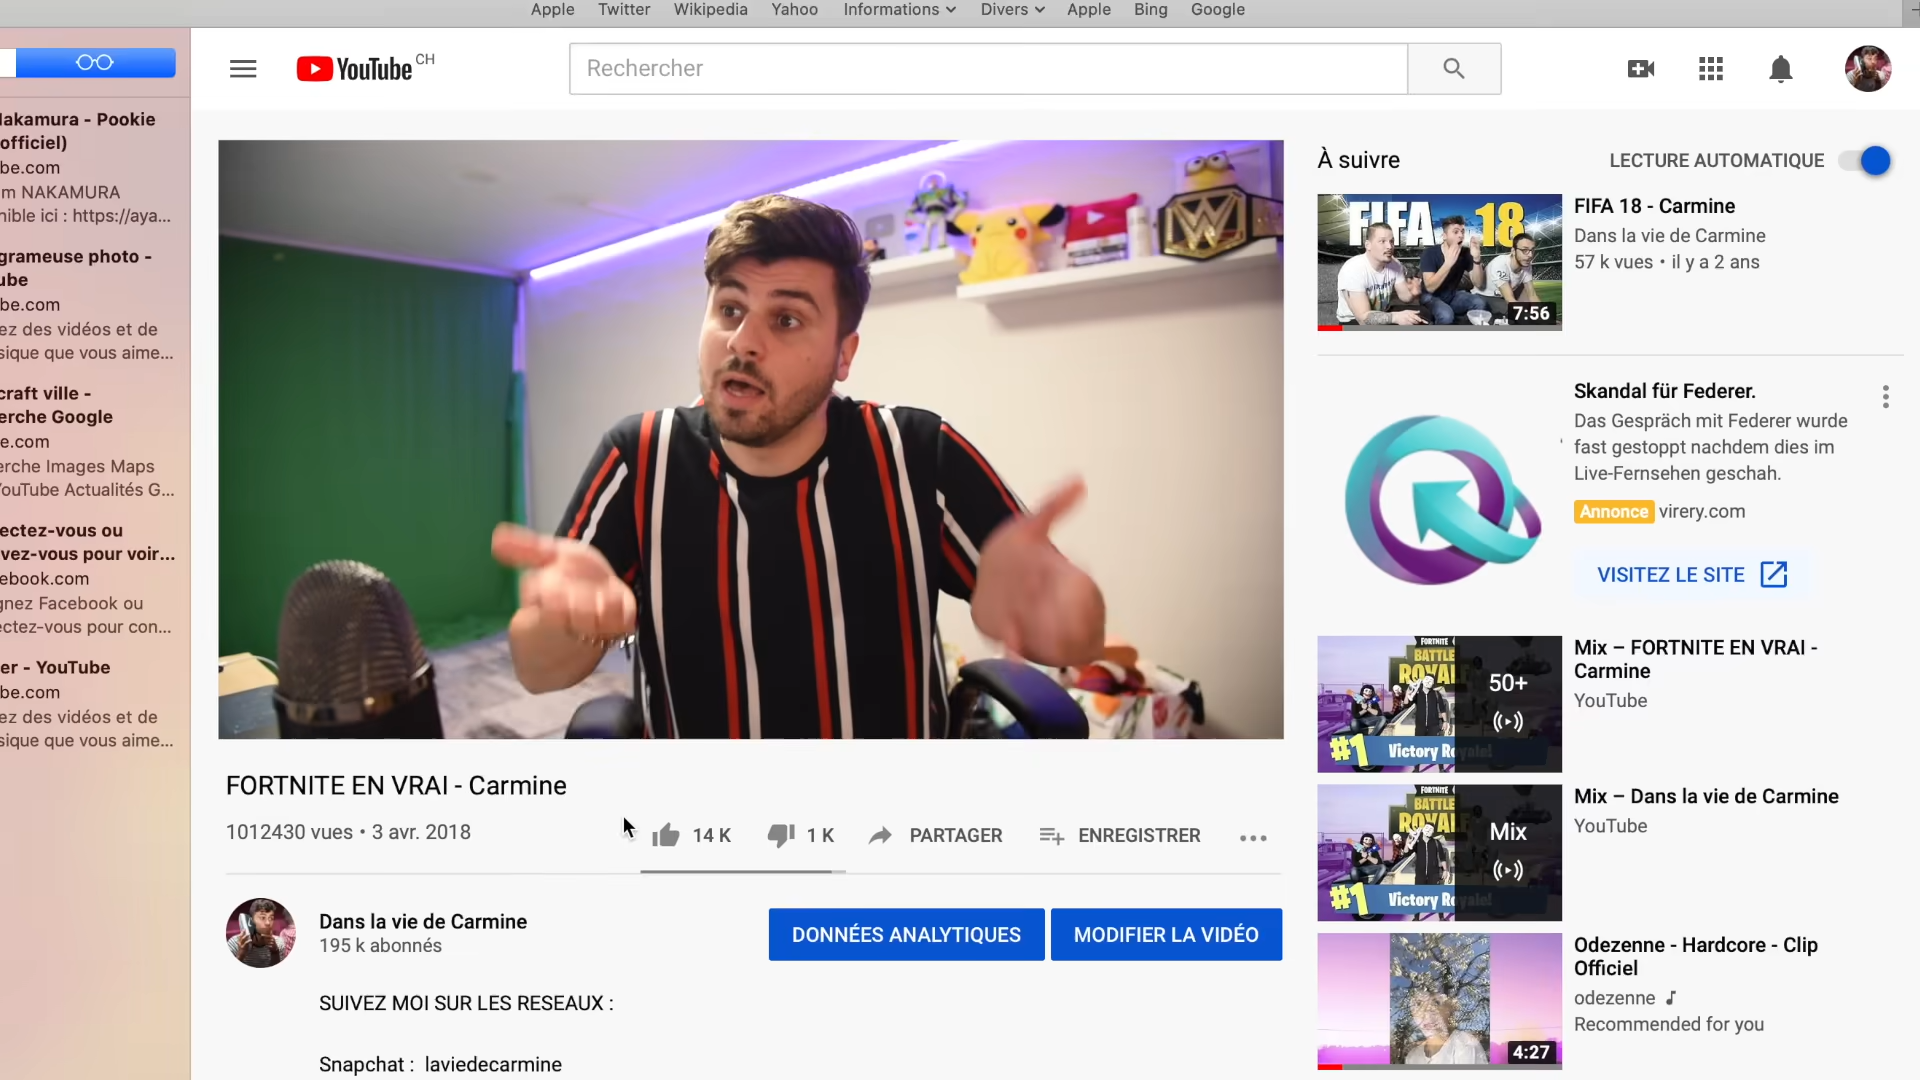 Apple Twitter Wikipedia Yahoo Informations Divers Apple Bing Google
YouTube CH
Rechercher
akamura - Pookie
officiel)
be.com
m NAKAMURA
nible ici : https://aya...
grameuse photo -
ube
be.com
ez des vidéos et de
sique que vous aime...
craft ville -
erche Google
e.com
erche Images Maps
YouTube Actualités G...
ectez-vous ou
vez-vous pour voir...
ebook.com
gnez Facebook ou
ectez-vous pour con...
er - YouTube
be.com
ez des vidéos et de
sique que vous aime...
FORTNITE EN VRAI - Carmine
1012430 vues • 3 avr. 2018
14 K 1 K PARTAGER ENREGISTRER
Dans la vie de Carmine
195 k abonnés
DONNÉES ANALYTIQUES MODIFIER LA VIDÉO
SUIVEZ MOI SUR LES RESEAUX :
Snapchat : laviedecarmine
À suivre LECTURE AUTOMATIQUE
FIFA 18
7:56
FIFA 18 - Carmine
Dans la vie de Carmine
57 k vues • il y a 2 ans
Skandal für Federer.
Das Gespräch mit Federer wurde
fast gestoppt nachdem dies im
Live-Fernsehen geschah.
Annonce virery.com
VISITEZ LE SITE
FORTNITE
BATTLE
ROYALE
50+
#1 Victory Royale!
Mix – FORTNITE EN VRAI -
Carmine
YouTube
FORTNITE
BATTLE
ROYALE
Mix
#1 Victory Royale!
Mix – Dans la vie de Carmine
YouTube
4:27
Odezenne - Hardcore - Clip
Officiel
odezenne
Recommended for you